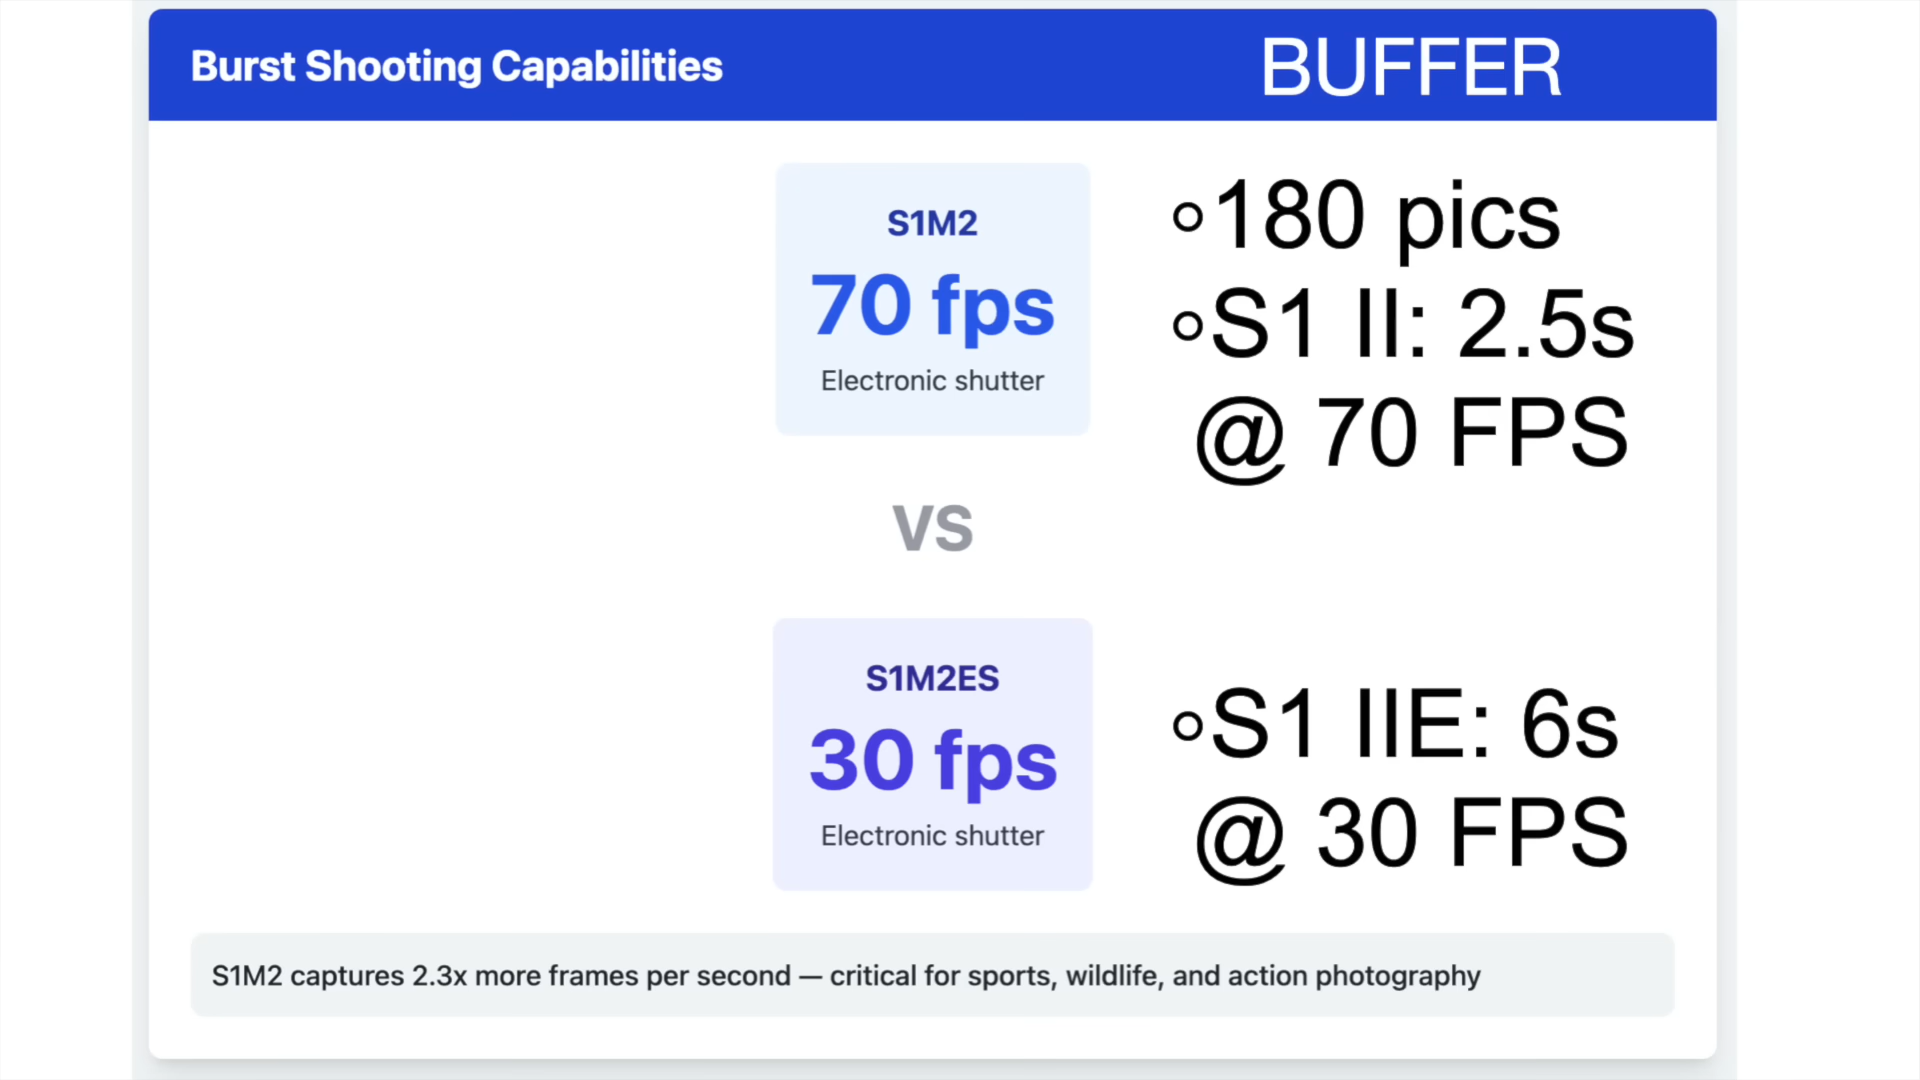 Burst Shooting Capabilities
BUFFER
S1M2
70 fps
Electronic shutter
◦180 pics
◦S1 II: 2.5s
@ 70 FPS
VS
S1M2ES
30 fps
Electronic shutter
◦S1 IIE: 6s
@ 30 FPS
S1M2 captures 2.3x more frames per second — critical for sports, wildlife, and action photography